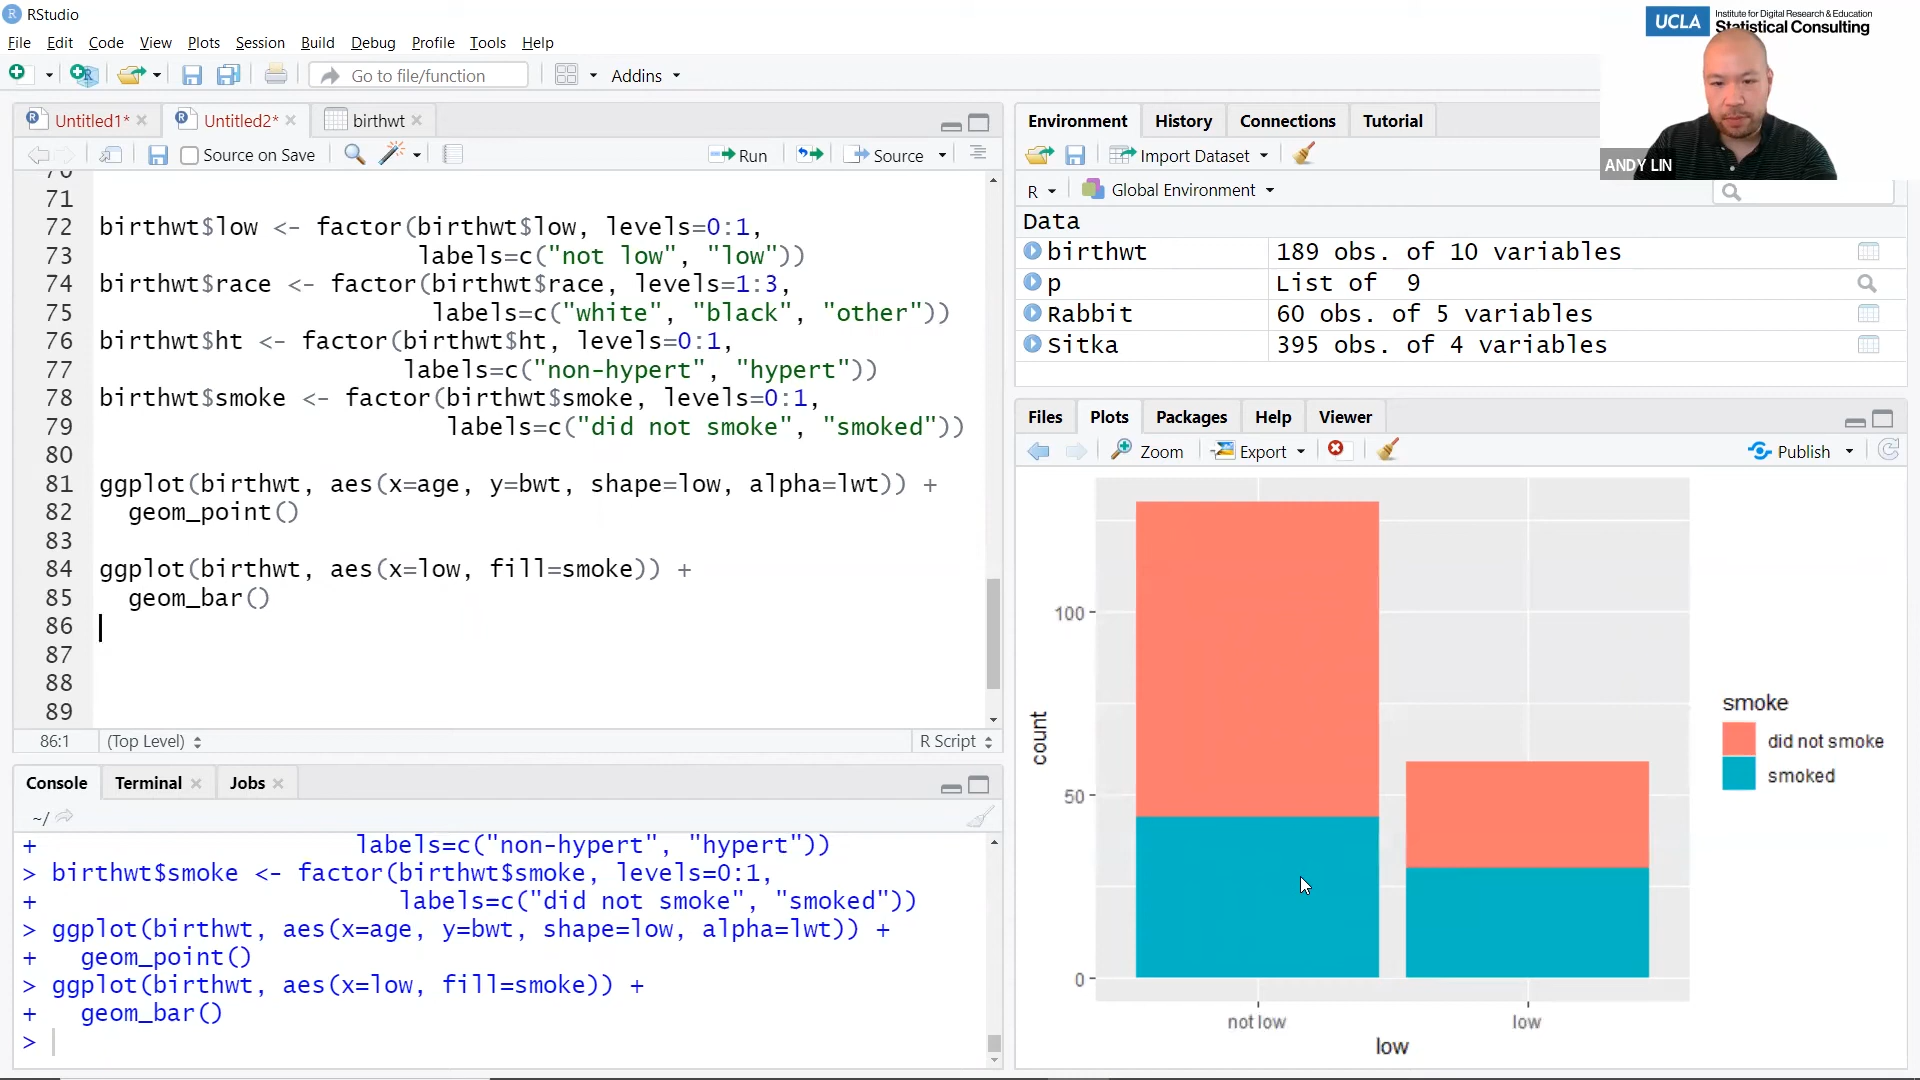 RStudio
UCLA Institute for Digital Research & Education
Statistical Consulting
File Edit Code View Plots Session Build Debug Profile Tools Help
Go to file/function Addins
ANDY LIN
Untitled1* Untitled2* birthwt
Source on Save Run Source
70
71
72 birthwt$low <- factor(birthwt$low, levels=0:1,
73 labels=c("not low", "low"))
74 birthwt$race <- factor(birthwt$race, levels=1:3,
75 labels=c("white", "black", "other"))
76 birthwt$ht <- factor(birthwt$ht, levels=0:1,
77 labels=c("non-hypert", "hypert"))
78 birthwt$smoke <- factor(birthwt$smoke, levels=0:1,
79 labels=c("did not smoke", "smoked"))
80
81 ggplot(birthwt, aes(x=age, y=bwt, shape=low, alpha=lwt)) +
82 geom_point()
83
84 ggplot(birthwt, aes(x=low, fill=smoke)) +
85 geom_bar()
86
87
88
89
86:1 (Top Level) R Script
Console Terminal Jobs
~/
+ labels=c("non-hypert", "hypert"))
> birthwt$smoke <- factor(birthwt$smoke, levels=0:1,
+ labels=c("did not smoke", "smoked"))
> ggplot(birthwt, aes(x=age, y=bwt, shape=low, alpha=lwt)) +
+ geom_point()
> ggplot(birthwt, aes(x=low, fill=smoke)) +
+ geom_bar()
>
Environment History Connections Tutorial
Import Dataset
R Global Environment
Data
birthwt 189 obs. of 10 variables
p List of 9
Rabbit 60 obs. of 5 variables
Sitka 395 obs. of 4 variables
Files Plots Packages Help Viewer
Zoom Export Publish
100
50
0
count
not low low
low
smoke
did not smoke
smoked